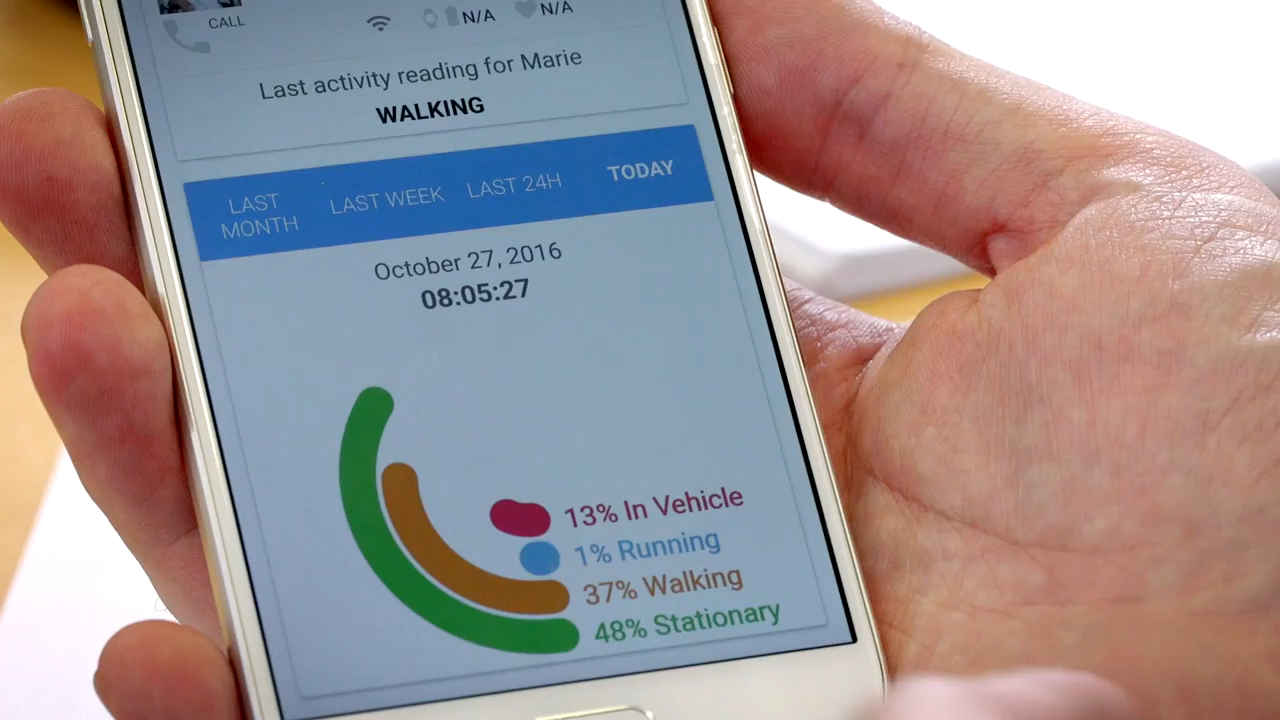 CALL
N/A
N/A
Last activity reading for Marie
WALKING
LAST MONTH
LAST WEEK
LAST 24H
TODAY
October 27, 2016
08:05:27
13% In Vehicle
1% Running
37% Walking
48% Stationary